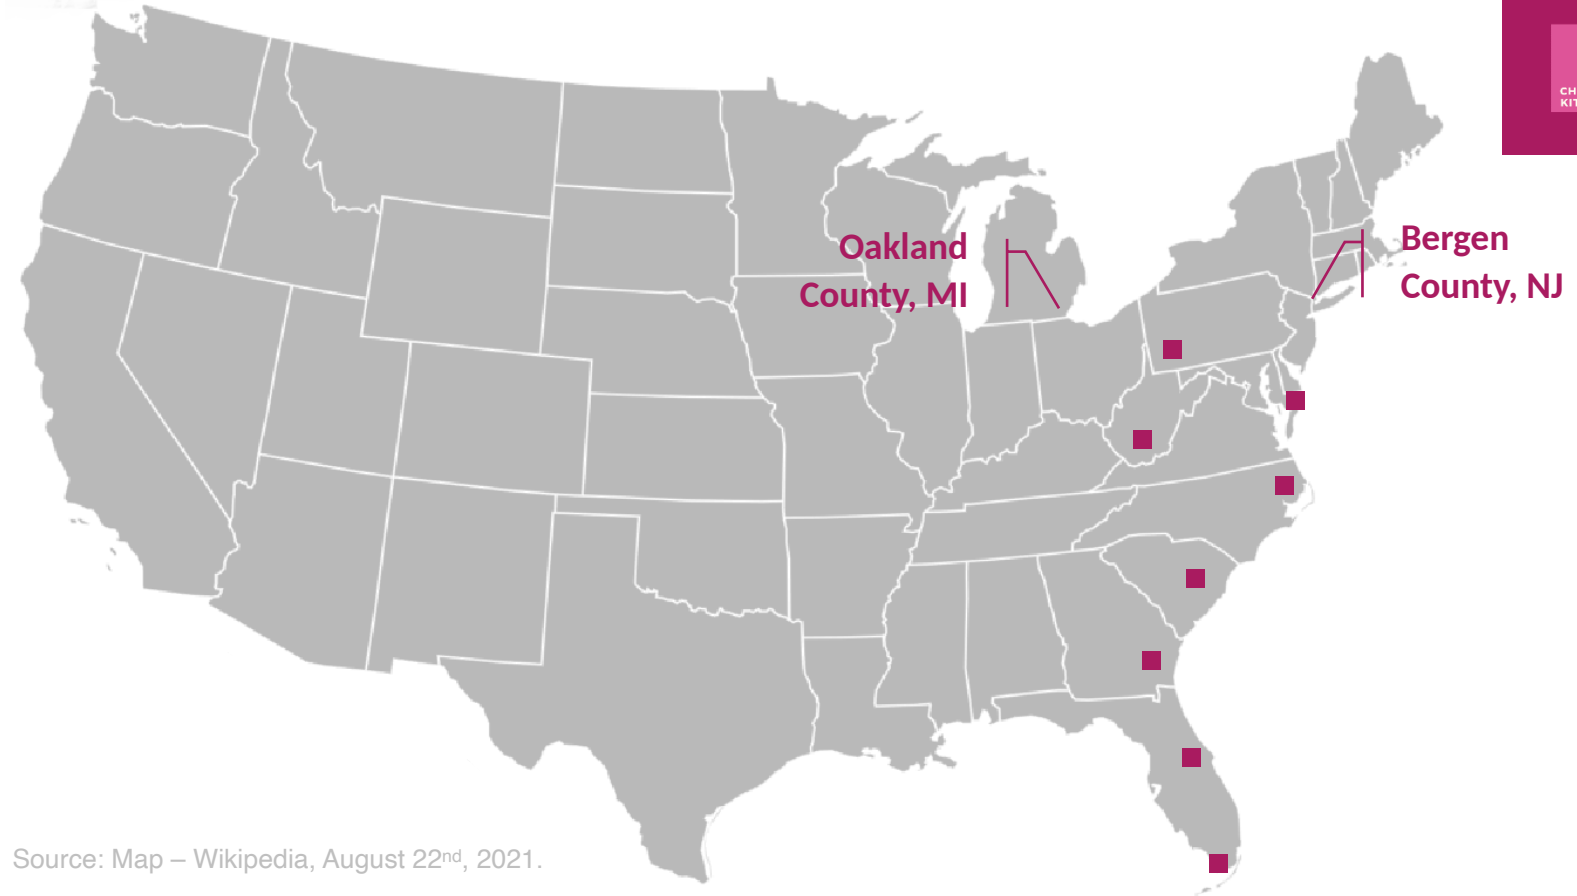 Oakland
County, MI
Bergen
County, NJ
Source: Map – Wikipedia, August 22nd, 2021.